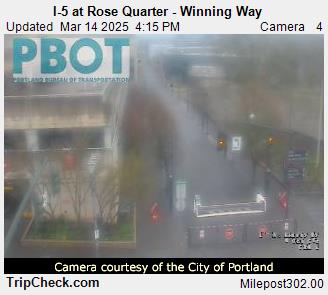 I-5 at Rose Quarter - Winning Way
Updated Mar 14 2025 4:15 PM Camera 4
PBOT
PORTLAND BUREAU OF TRANSPORTATION
Camera courtesy of the City of Portland
TripCheck.com Milepost302.00